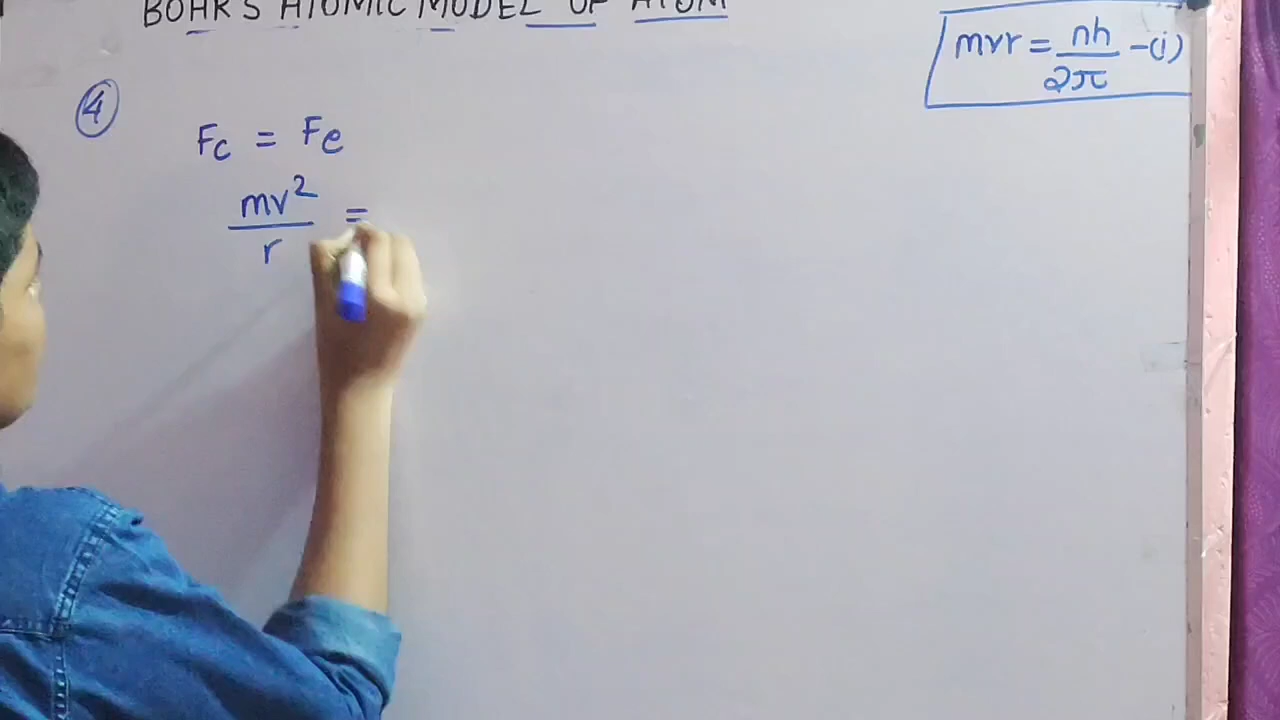 BOHR'S ATOMIC MODEL OF ATOM
mvr = nh/2π -(i)
④
Fc = Fe
mv²/r =